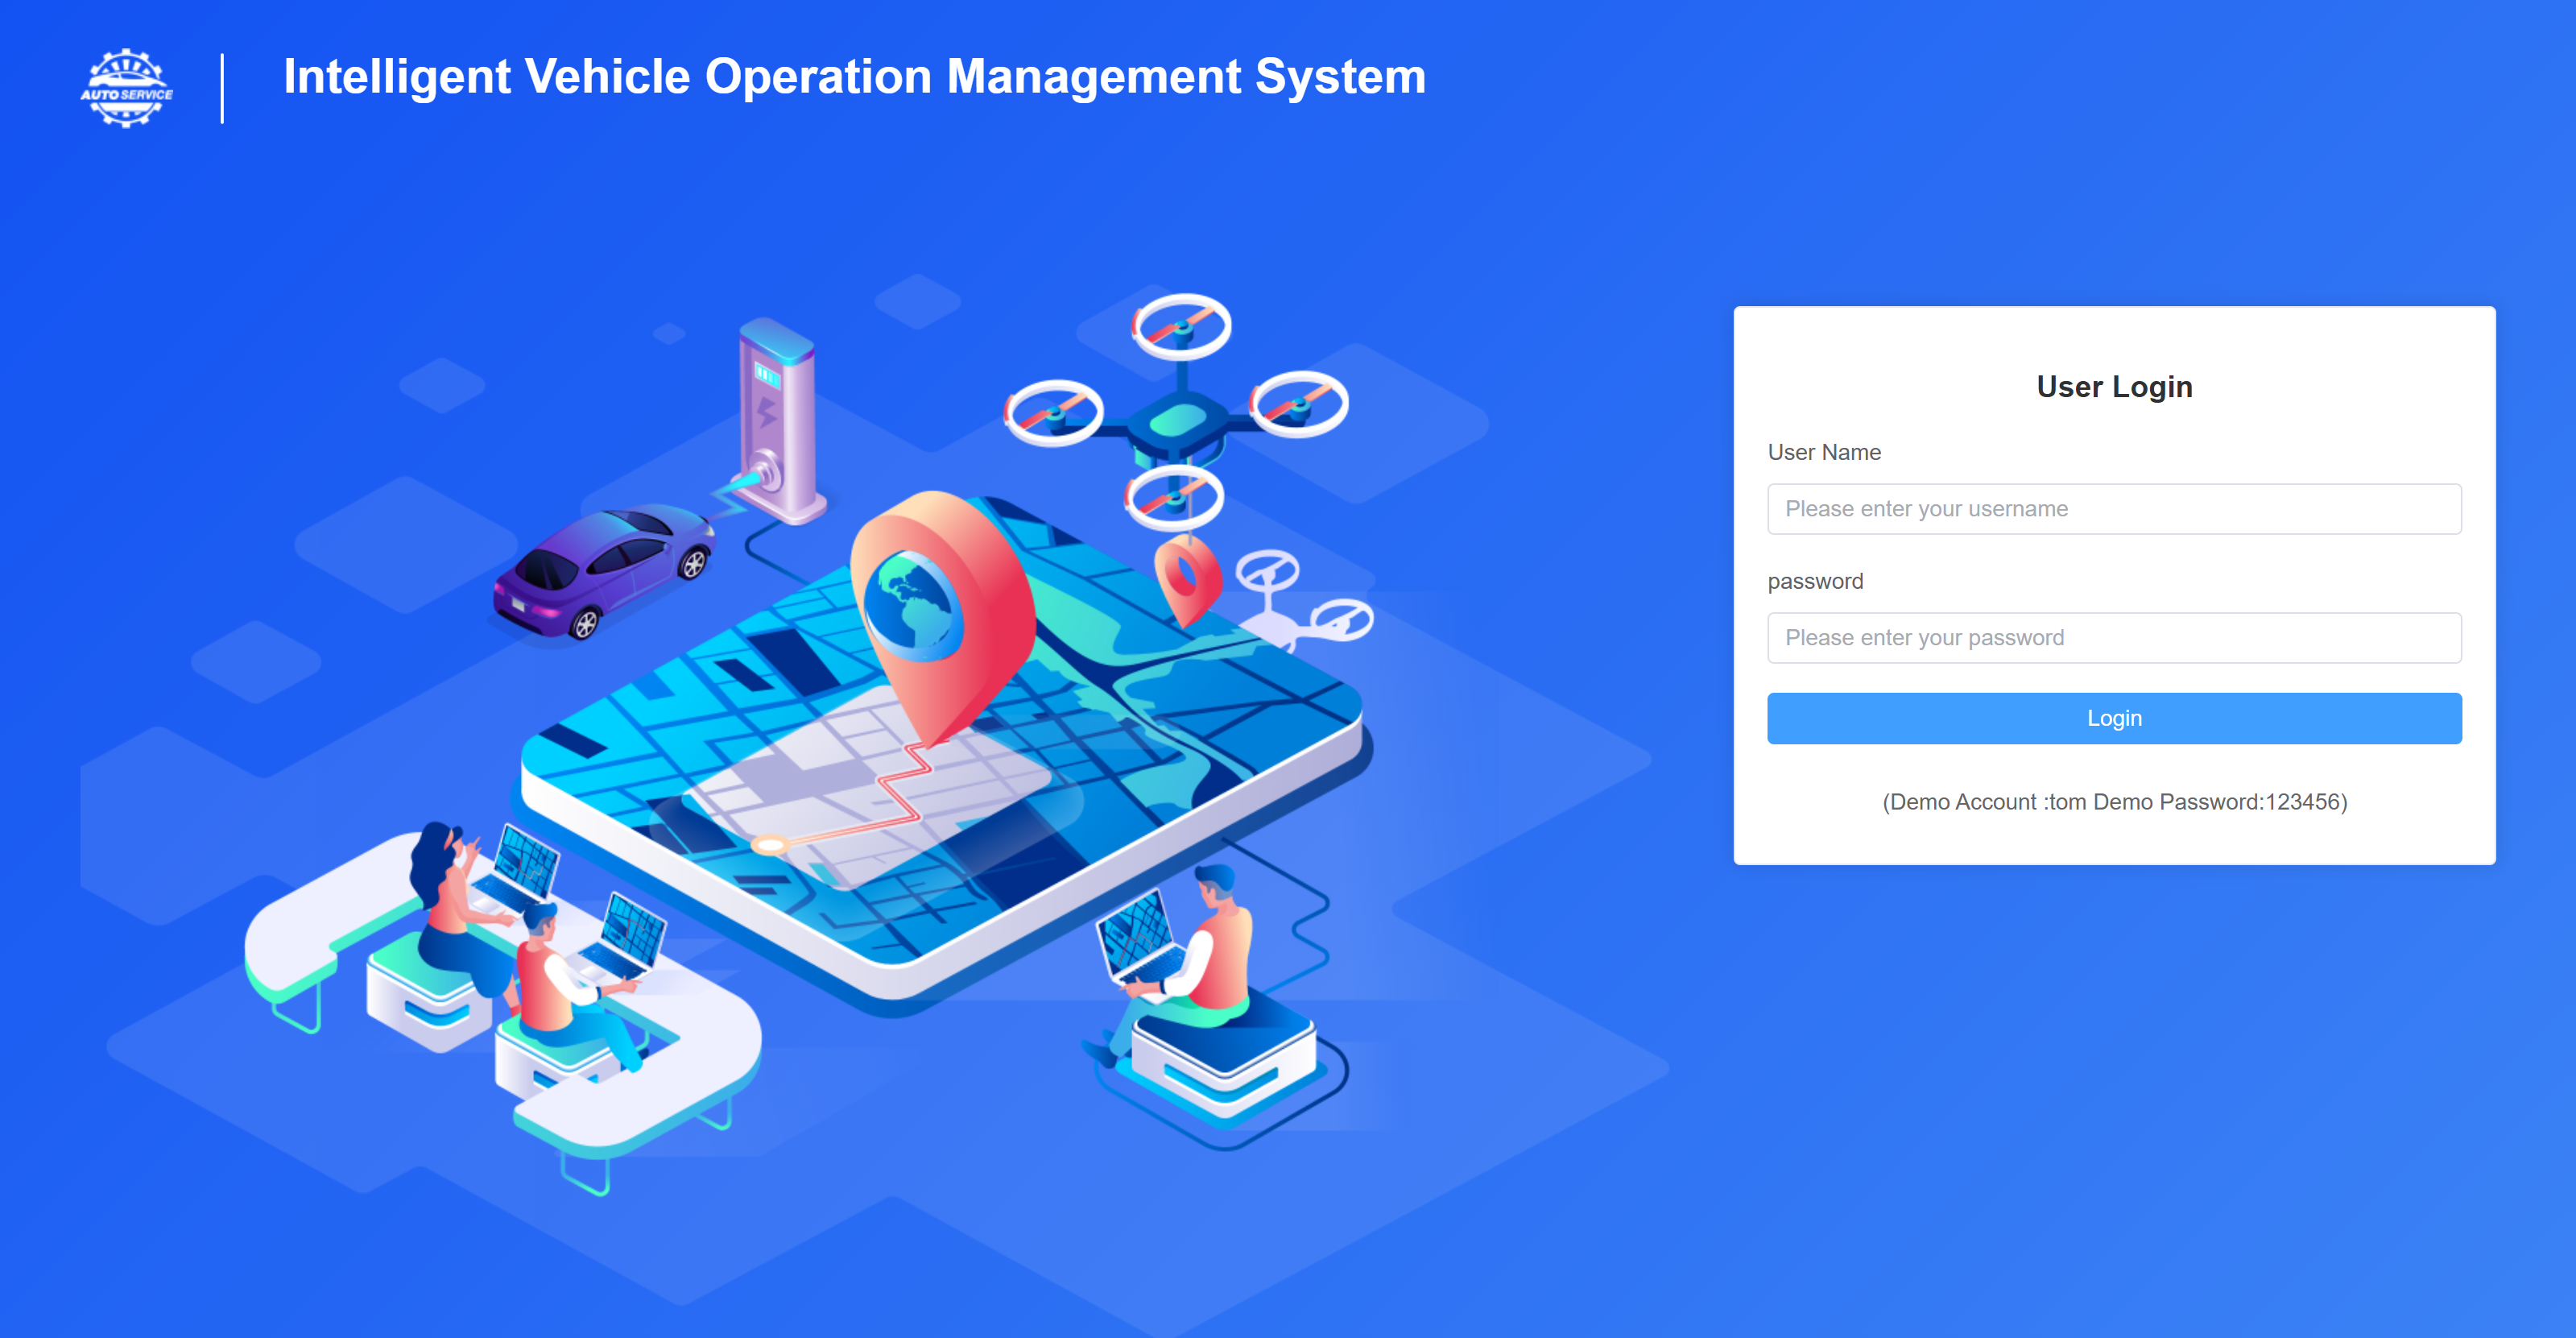 AUTO SERVICE
Intelligent Vehicle Operation Management System
User Login
User Name
Please enter your username
password
Please enter your password
Login
(Demo Account :tom Demo Password:123456)